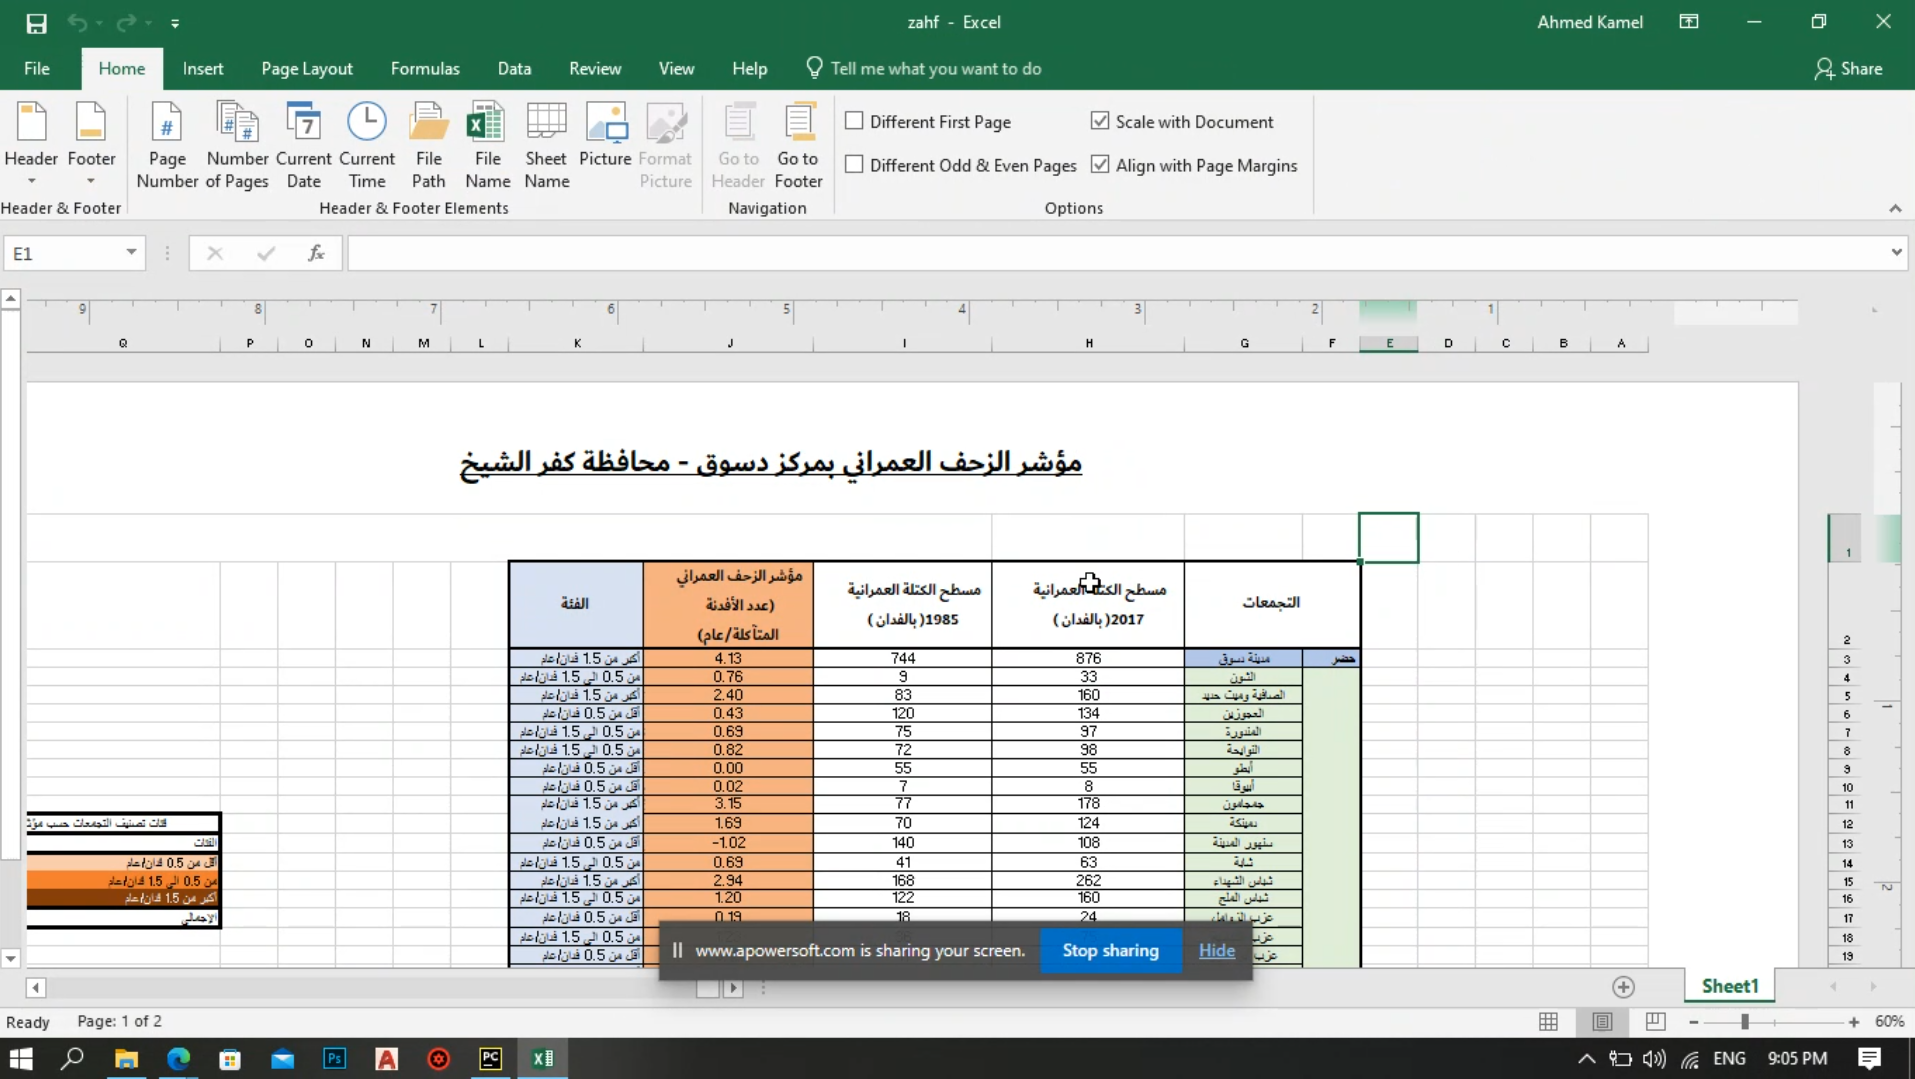 zahf - Excel
Ahmed Kamel
File Home Insert Page Layout Formulas Data Review View Help Tell me what you want to do Share
Header Footer Page Number Number of Pages Current Date Current Time File Path File Name Sheet Name Picture Format Picture Go to Header Go to Footer
Different First Page Scale with Document
Different Odd & Even Pages Align with Page Margins
Header & Footer Header & Footer Elements Navigation Options
E1 fx
9 8 7 6 5 4 3 2 1
Q P O N M L K J I H G F E D C B A
مؤشر الزحف العمراني بمركز دسوق - محافظة كفر الشيخ
1
التجمعات
مسطح الكتلة العمرانية 2017( بالفدان )
مسطح الكتلة العمرانية 1985( بالفدان )
مؤشر الزحف العمراني (عدد الأفدنة المتآكلة/عام)
الفئة
2
حضر مدينة دسوق 876 744 4.13 أكبر من 1.5 فدان/عام 3
الشون 33 9 0.76 من 0.5 الى 1.5 فدان/عام 4
الصافية وميت حديد 160 83 2.40 أكبر من 1.5 فدان/عام 5
العجوزين 134 120 0.43 أقل من 0.5 فدان/عام 6
المندورة 97 75 0.69 من 0.5 الى 1.5 فدان/عام 7
النوايحة 98 72 0.82 من 0.5 الى 1.5 فدان/عام 8
أبطو 55 55 0.00 أقل من 0.5 فدان/عام 9
أبيوقا 8 7 0.02 أقل من 0.5 فدان/عام 10
جمجمون 178 77 3.15 أكبر من 1.5 فدان/عام 11
دمينكة 124 70 1.69 أكبر من 1.5 فدان/عام 12
سنهور المدينة 108 140 -1.02 أقل من 0.5 فدان/عام 13
شابة 63 41 0.69 من 0.5 الى 1.5 فدان/عام 14
شباس الشهداء 262 168 2.94 أكبر من 1.5 فدان/عام 15
شباس الملح 160 122 1.20 من 0.5 الى 1.5 فدان/عام 16
عزب الزوامل 24 18 0.19 أقل من 0.5 فدان/عام 17
عزب من 0.5 الى 1.5 فدان/عام 18
عزب أقل من 0.5 فدان/عام 19
فئات تصنيف التجمعات حسب
الفئات
أقل من 0.5 فدان/عام
من 0.5 الى 1.5 فدان/عام
أكبر من 1.5 فدان/عام
الاجمالى
www.apowersoft.com is sharing your screen. Stop sharing Hide
Sheet1
Ready Page: 1 of 2 60%
Ps PC ENG 9:05 PM